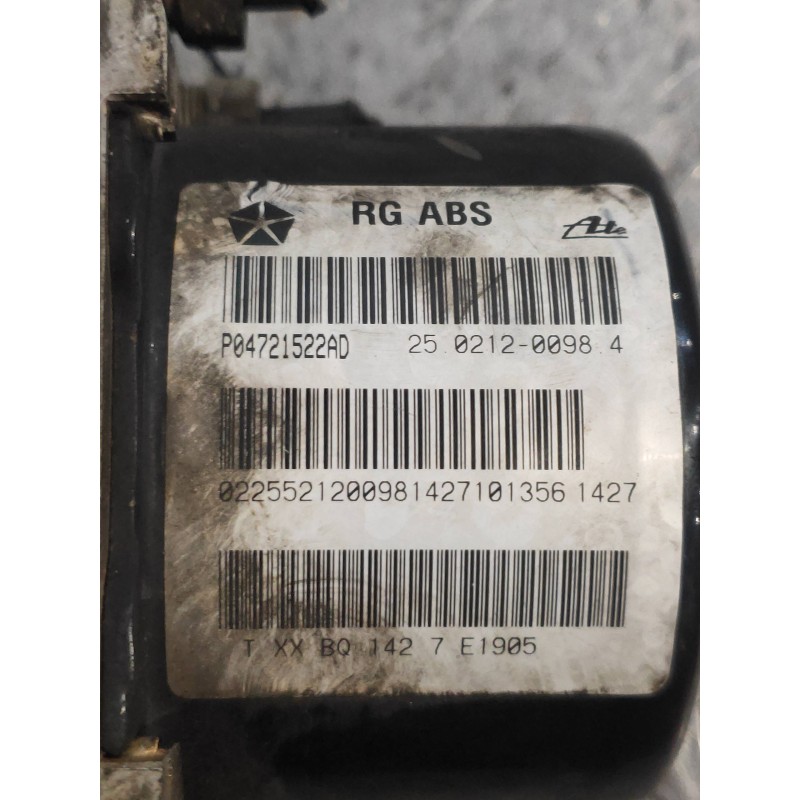 RG ABS
Ate
P04721522AD 25.0212-0098.4
0225521200981427101356 1427
T XX BQ 142 7 E1905